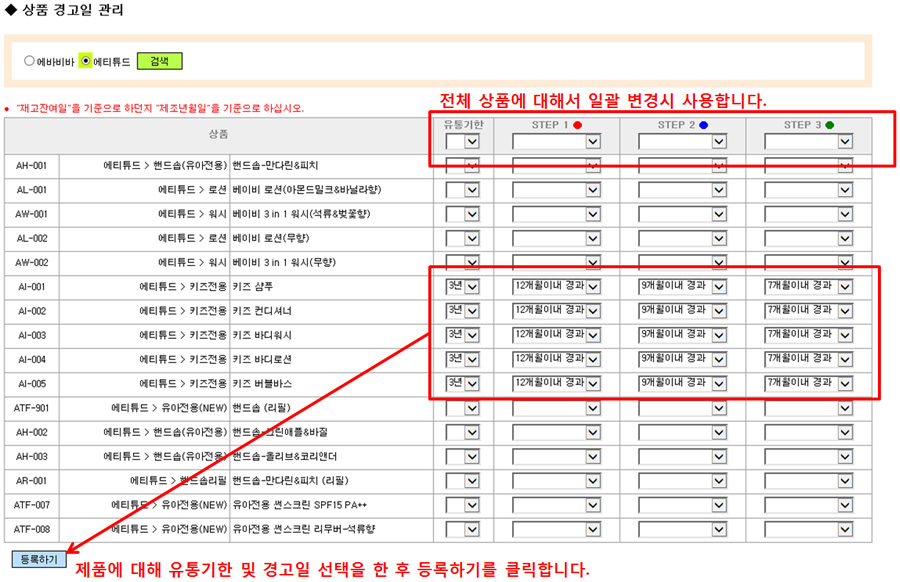 ◆ 상품 경고일 관리
에바비바 에티튜드 검색
• "재고잔여일"을 기준으로 하던지 "제조년월일"을 기준으로 하십시오.
전체 상품에 대해서 일괄 변경시 사용합니다.
상품 유통기한 STEP 1 STEP 2 STEP 3
AH-001 에티튜드 > 핸드솝(유아전용) 핸드솝-만다린&피치
AL-001 에티튜드 > 로션 베이비 로션(아몬드밀크&바닐라향)
AW-001 에티튜드 > 워시 베이비 3 in 1 워시(석류&벚꽃향)
AL-002 에티튜드 > 로션 베이비 로션(무향)
AW-002 에티튜드 > 워시 베이비 3 in 1 워시(무향)
AI-001 에티튜드 > 키즈전용 키즈 샴푸 3년 12개월이내 경과 9개월이내 경과 7개월이내 경과
AI-002 에티튜드 > 키즈전용 키즈 컨디셔너 3년 12개월이내 경과 9개월이내 경과 7개월이내 경과
AI-003 에티튜드 > 키즈전용 키즈 바디워시 3년 12개월이내 경과 9개월이내 경과 7개월이내 경과
AI-004 에티튜드 > 키즈전용 키즈 바디로션 3년 12개월이내 경과 9개월이내 경과 7개월이내 경과
AI-005 에티튜드 > 키즈전용 키즈 버블바스 3년 12개월이내 경과 9개월이내 경과 7개월이내 경과
ATF-901 에티튜드 > 유아전용(NEW) 핸드솝 (리필)
AH-002 에티튜드 > 핸드솝(유아전용) 핸드솝-그린애플&바질
AH-003 에티튜드 > 핸드솝(유아전용) 핸드솝-올리브&코리앤더
AR-001 에티튜드 > 핸드솝리필 핸드솝-만다린&피치 (리필)
ATF-007 에티튜드 > 유아전용(NEW) 유아전용 썬스크린 SPF15 PA++
ATF-008 에티튜드 > 유아전용(NEW) 유아전용 썬스크린 리무버-석류향
등록하기
제품에 대해 유통기한 및 경고일 선택을 한 후 등록하기를 클릭합니다.